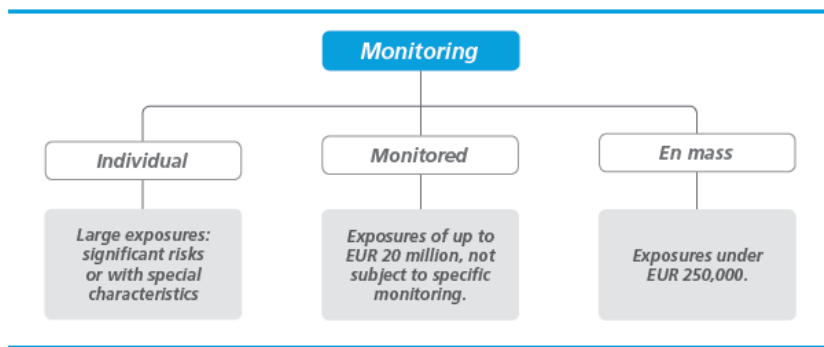 Monitoring
Individual
Monitored
En mass
Large exposures:
significant risks
or with special
characteristics
Exposures of up to
EUR 20 million, not
subject to specific
monitoring.
Exposures under
EUR 250,000.